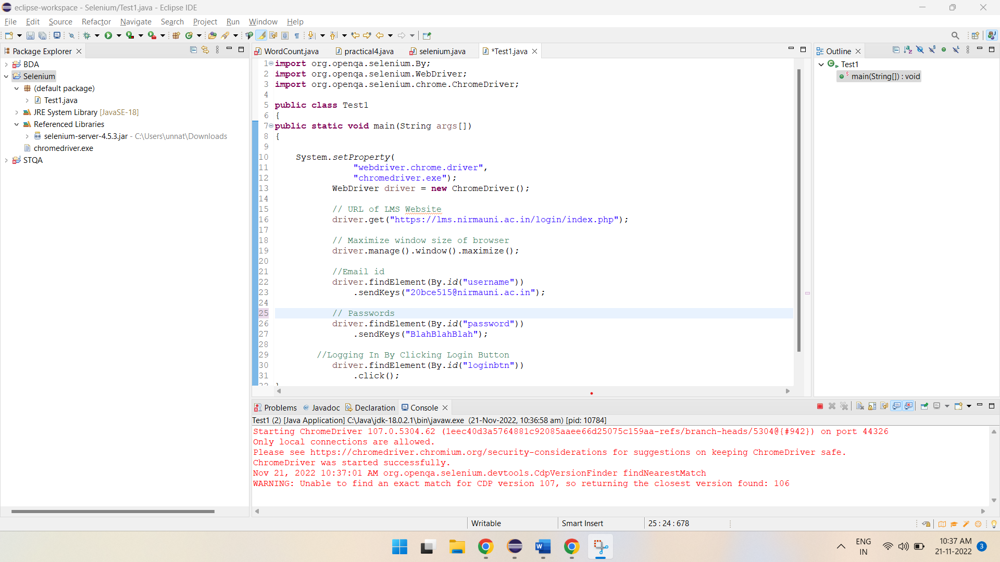 eclipse-workspace - Selenium/Test1.java - Eclipse IDE
File Edit Source Refactor Navigate Search Project Run Window Help
Package Explorer
BDA
Selenium
(default package)
Test1.java
JRE System Library [JavaSE-18]
Referenced Libraries
selenium-server-4.5.3.jar - C:\Users\unnat\Downloads
chromedriver.exe
STQA
WordCount.java practical4.java selenium.java *Test1.java
1 import org.openqa.selenium.By;
2 import org.openqa.selenium.WebDriver;
3 import org.openqa.selenium.chrome.ChromeDriver;
4
5 public class Test1
6 {
7 public static void main(String args[])
8 {
9
10 System.setProperty(
11 "webdriver.chrome.driver",
12 "chromedriver.exe");
13 WebDriver driver = new ChromeDriver();
14
15 // URL of LMS Website
16 driver.get("https://lms.nirmauni.ac.in/login/index.php");
17
18 // Maximize window size of browser
19 driver.manage().window().maximize();
20
21 //Email id
22 driver.findElement(By.id("username"))
23 .sendKeys("20bce515@nirmauni.ac.in");
24
25 // Passwords
26 driver.findElement(By.id("password"))
27 .sendKeys("BlahBlahBlah");
28
29 //Logging In By Clicking Login Button
30 driver.findElement(By.id("loginbtn"))
31 .click();
32 }
Outline
Test1
main(String[]) : void
Problems Javadoc Declaration Console
Test1 (2) [Java Application] C:\Java\jdk-18.0.2.1\bin\javaw.exe (21-Nov-2022, 10:36:58 am) [pid: 10784]
Starting ChromeDriver 107.0.5304.62 (1eec40d3a5764881c92085aaee66d25075c159aa-refs/branch-heads/5304@{#942}) on port 44326
Only local connections are allowed.
Please see https://chromedriver.chromium.org/security-considerations for suggestions on keeping ChromeDriver safe.
ChromeDriver was started successfully.
Nov 21, 2022 10:37:01 AM org.openqa.selenium.devtools.CdpVersionFinder findNearestMatch
WARNING: Unable to find an exact match for CDP version 107, so returning the closest version found: 106
Writable Smart Insert 25 : 24 : 678
ENG
IN
10:37 AM
21-11-2022
3